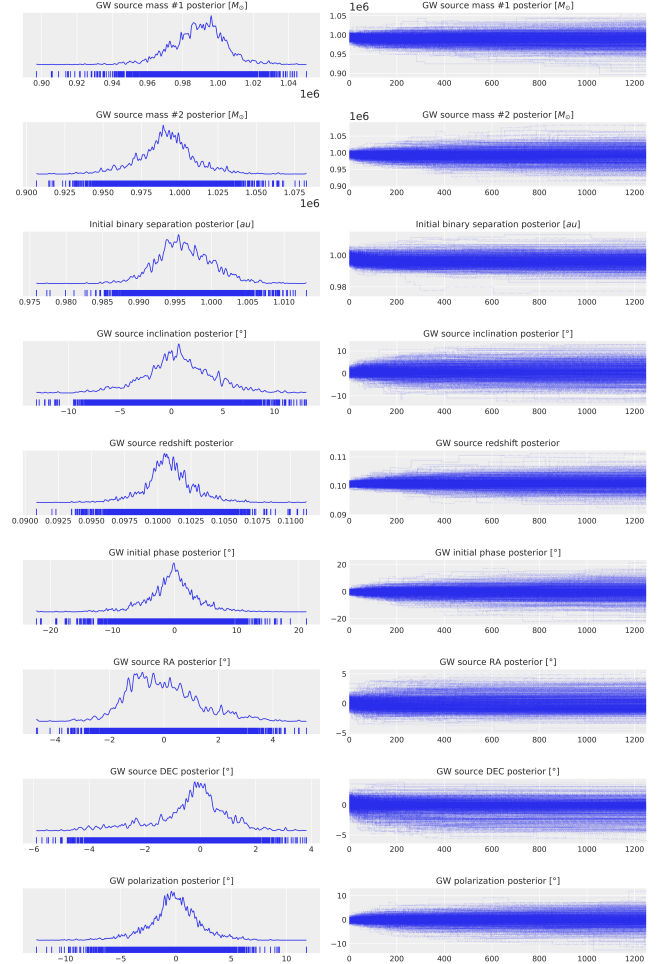 GW source mass #1 posterior [M⊙]
0.90 0.92 0.94 0.96 0.98 1.00 1.02 1.04
1e6
1e6
GW source mass #1 posterior [M⊙]
1.05
1.00
0.95
0.90
0 200 400 600 800 1000 1200
GW source mass #2 posterior [M⊙]
0.900 0.925 0.950 0.975 1.000 1.025 1.050 1.075
1e6
1e6
GW source mass #2 posterior [M⊙]
1.05
1.00
0.95
0.90
0 200 400 600 800 1000 1200
Initial binary separation posterior [au]
0.975 0.980 0.985 0.990 0.995 1.000 1.005 1.010
Initial binary separation posterior [au]
1.00
0.98
0 200 400 600 800 1000 1200
GW source inclination posterior [°]
−10 −5 0 5 10
GW source inclination posterior [°]
10
0
−10
0 200 400 600 800 1000 1200
GW source redshift posterior
0.0900 0.0925 0.0950 0.0975 0.1000 0.1025 0.1050 0.1075 0.1100
GW source redshift posterior
0.11
0.10
0.09
0 200 400 600 800 1000 1200
GW initial phase posterior [°]
−20 −10 0 10 20
GW initial phase posterior [°]
20
0
−20
0 200 400 600 800 1000 1200
GW source RA posterior [°]
−4 −2 0 2 4
GW source RA posterior [°]
5
0
−5
0 200 400 600 800 1000 1200
GW source DEC posterior [°]
−6 −4 −2 0 2 4
GW source DEC posterior [°]
0
−5
0 200 400 600 800 1000 1200
GW polarization posterior [°]
−10 −5 0 5 10
GW polarization posterior [°]
10
0
−10
0 200 400 600 800 1000 1200